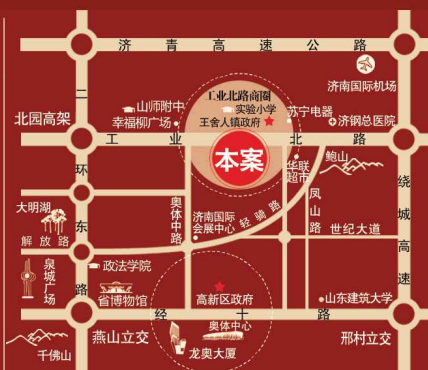 济青高速公路
济南国际机场
工业北路商圈
实验小学
王舍人镇政府
苏宁电器
济钢总医院
山师附中
幸福柳广场
北园高架
二环东路
工业北路
本案
华联
超市
鲍山
凤山路
绕城高速
大明湖
奥体中路
济南国际
会展中心
轻骑路
世纪大道
解放路
泉城广场
政法学院
省博物馆
高新区政府
山东建筑大学
经十路
燕山立交
奥体中心
龙奥大厦
邢村立交
千佛山